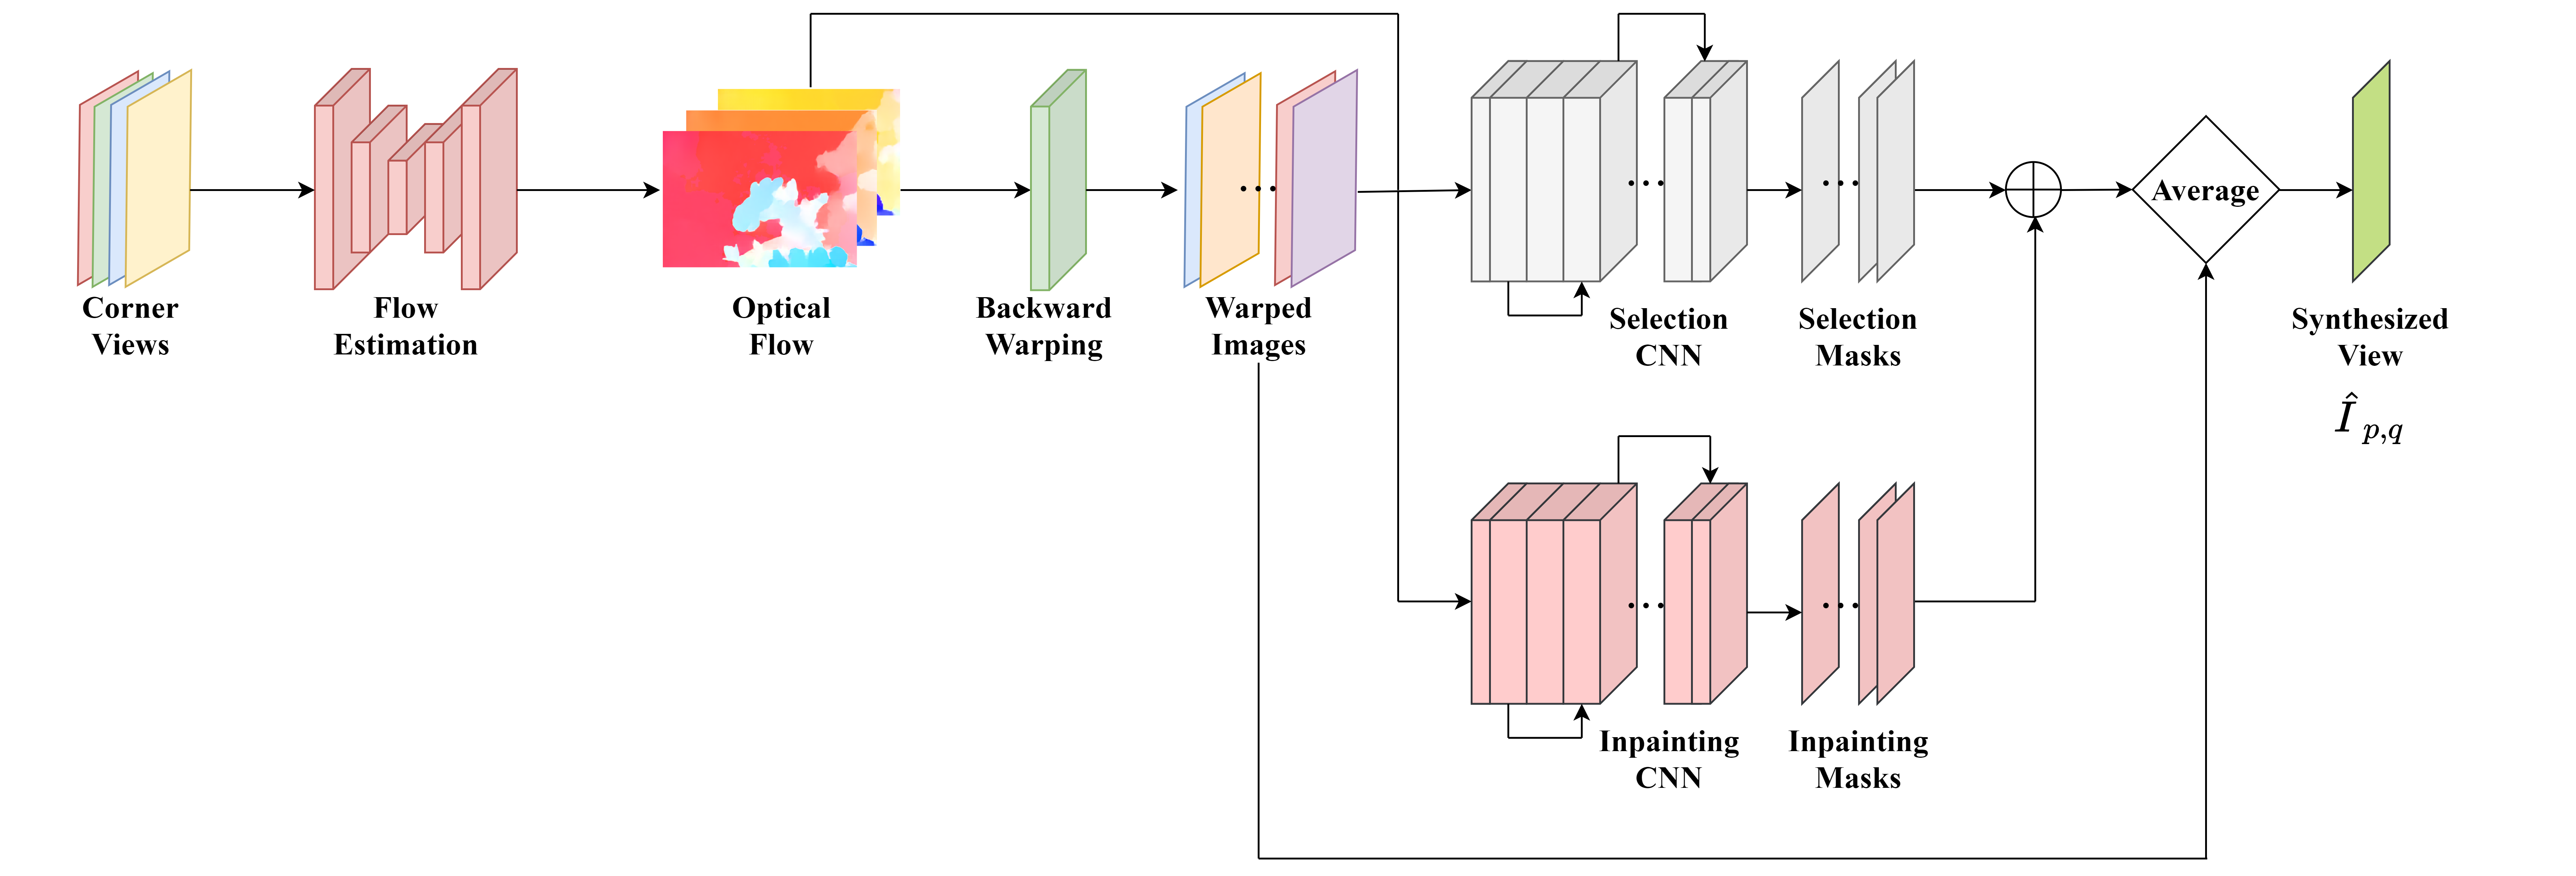 Corner
Views
Flow
Estimation
Optical
Flow
Backward
Warping
Warped
Images
Selection
CNN
Selection
Masks
Average
Synthesized
View
Î p,q
Inpainting
CNN
Inpainting
Masks